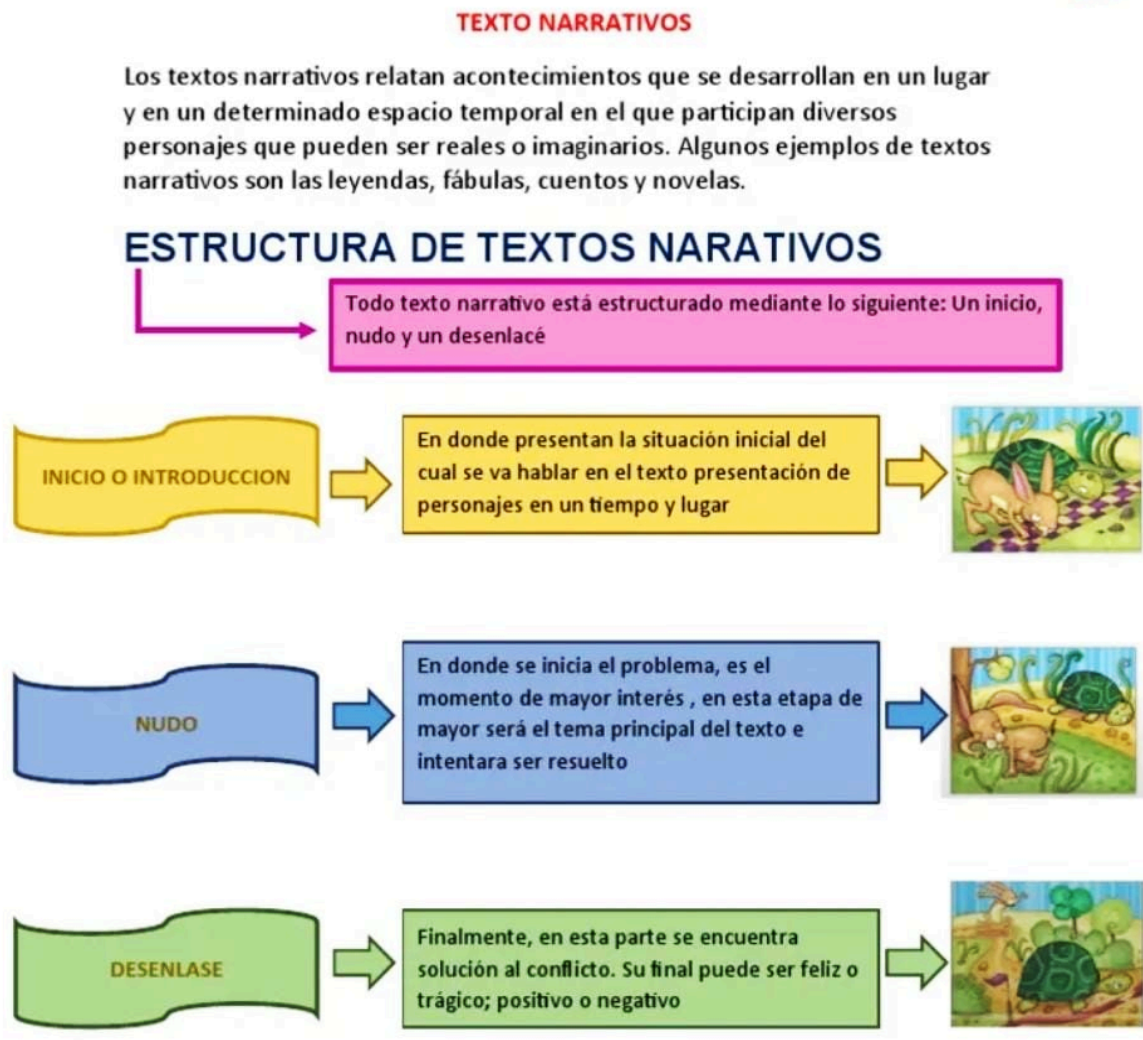 TEXTO NARRATIVOS
Los textos narrativos relatan acontecimientos que se desarrollan en un lugar
y en un determinado espacio temporal en el que participan diversos
personajes que pueden ser reales o imaginarios. Algunos ejemplos de textos
narrativos son las leyendas, fábulas, cuentos y novelas.
ESTRUCTURA DE TEXTOS NARATIVOS
Todo texto narrativo está estructurado mediante lo siguiente: Un inicio,
nudo y un desenlacé
INICIO O INTRODUCCION
En donde presentan la situación inicial del
cual se va hablar en el texto presentación de
personajes en un tiempo y lugar
NUDO
En donde se inicia el problema, es el
momento de mayor interés , en esta etapa de
mayor será el tema principal del texto e
intentara ser resuelto
DESENLASE
Finalmente, en esta parte se encuentra
solución al conflicto. Su final puede ser feliz o
trágico; positivo o negativo